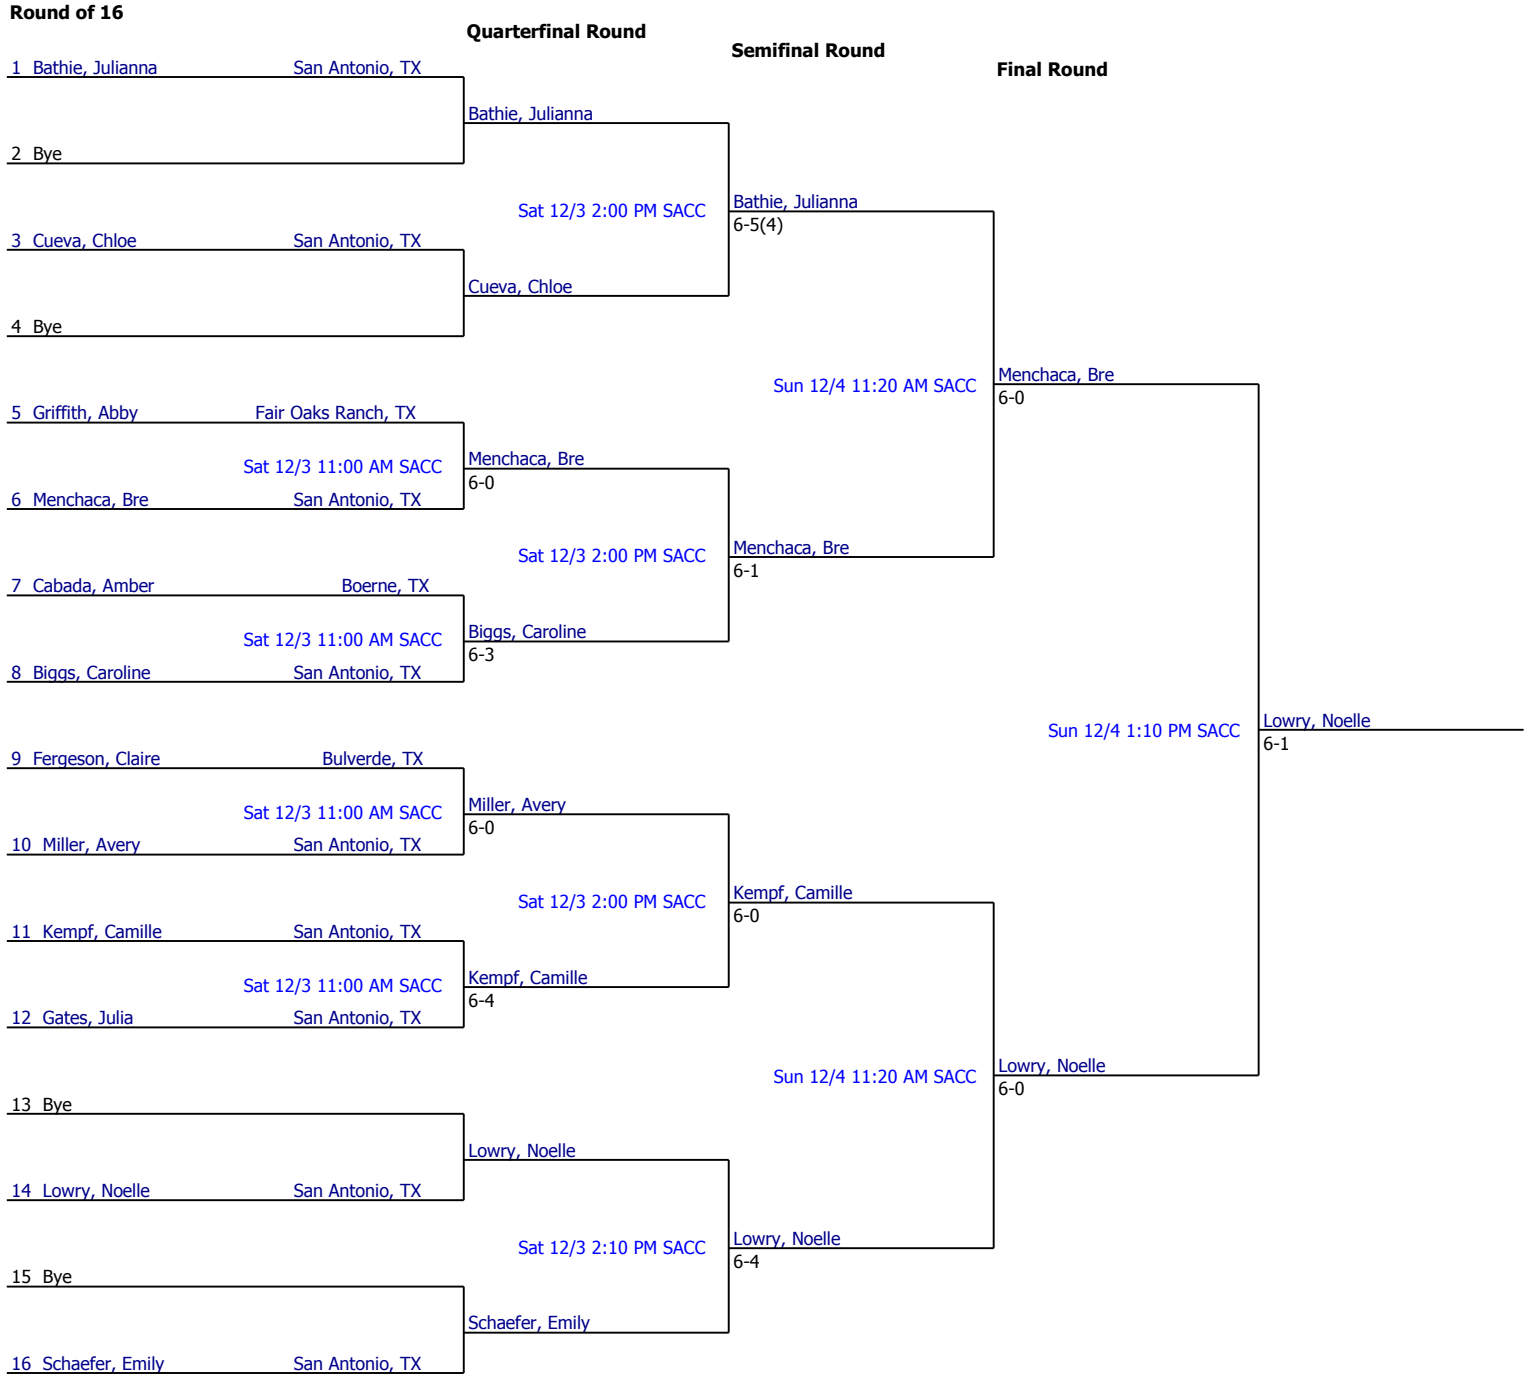 Round of 16
Quarterfinal Round
Semifinal Round
Final Round
1 Bathie, Julianna San Antonio, TX
Bathie, Julianna
2 Bye
Sat 12/3 2:00 PM SACC
Bathie, Julianna
6-5(4)
3 Cueva, Chloe San Antonio, TX
Cueva, Chloe
4 Bye
Sun 12/4 11:20 AM SACC
Menchaca, Bre
6-0
5 Griffith, Abby Fair Oaks Ranch, TX
Sat 12/3 11:00 AM SACC
Menchaca, Bre
6-0
6 Menchaca, Bre San Antonio, TX
Sat 12/3 2:00 PM SACC
Menchaca, Bre
6-1
7 Cabada, Amber Boerne, TX
Sat 12/3 11:00 AM SACC
Biggs, Caroline
6-3
8 Biggs, Caroline San Antonio, TX
Sun 12/4 1:10 PM SACC
Lowry, Noelle
6-1
9 Fergeson, Claire Bulverde, TX
Sat 12/3 11:00 AM SACC
Miller, Avery
6-0
10 Miller, Avery San Antonio, TX
Sat 12/3 2:00 PM SACC
Kempf, Camille
6-0
11 Kempf, Camille San Antonio, TX
Sat 12/3 11:00 AM SACC
Kempf, Camille
6-4
12 Gates, Julia San Antonio, TX
Sun 12/4 11:20 AM SACC
Lowry, Noelle
6-0
13 Bye
Lowry, Noelle
14 Lowry, Noelle San Antonio, TX
Sat 12/3 2:10 PM SACC
Lowry, Noelle
6-4
15 Bye
Schaefer, Emily
16 Schaefer, Emily San Antonio, TX